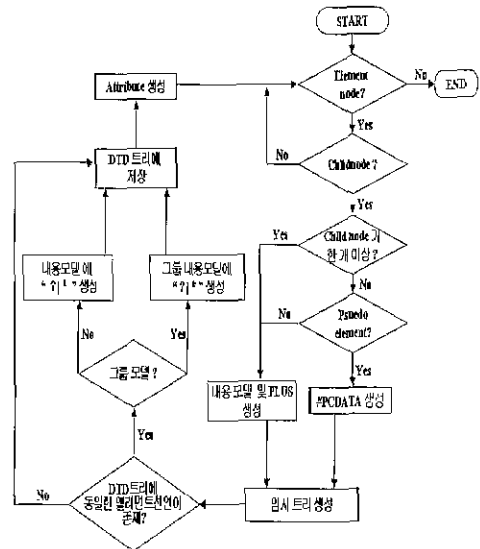 START
Element
node?
No
END
Yes
Attribute 생성
No
Childnode ?
DTD 트리에
저장
Yes
Yes
Child node 가
한 개 이상 ?
내용모델에
생성
그룹 내용모델에
생성
No
No
Psuedo
element?
No
Yes
그룹 모델 ?
Yes
내용 모델 및 PLUS
생성
#PCDATA 생성
Yes
No
DTD 트리에
동일한 엘리먼트선언이
존재?
임시 트리 생성